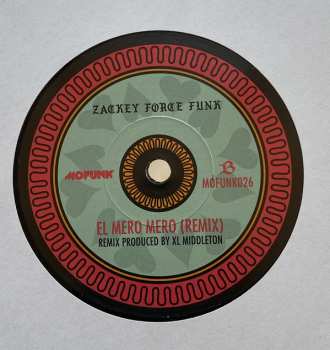 ZACKEY FORCE FUNK
MOFUNK
B
MOFUNK026
EL MERO MERO (REMIX)
REMIX PRODUCED BY XL MIDDLETON